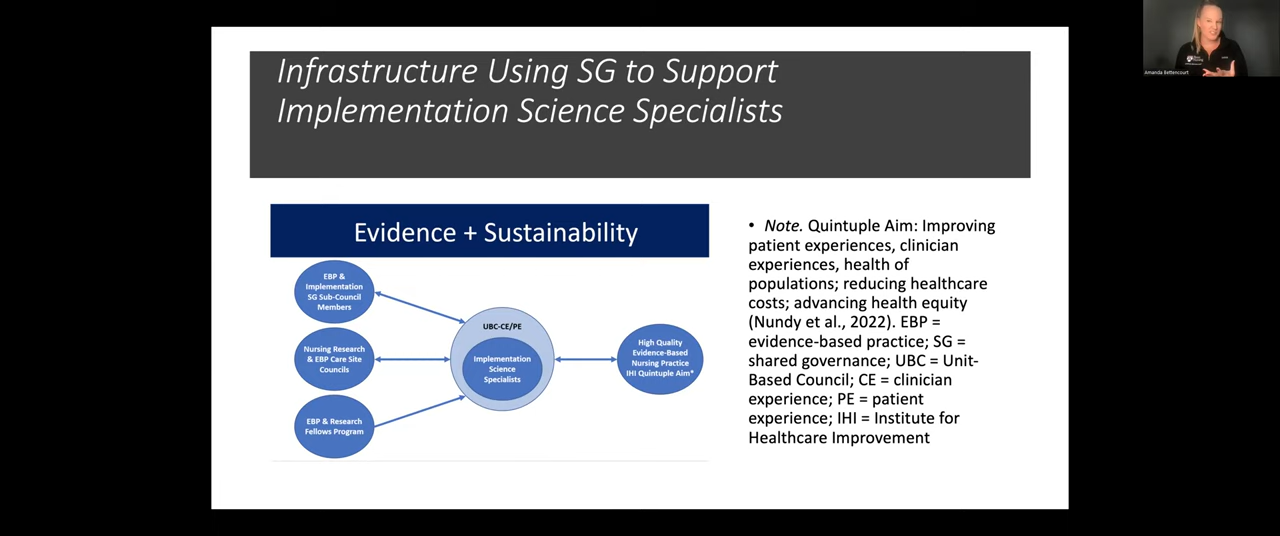 Infrastructure Using SG to Support
Implementation Science Specialists
Evidence + Sustainability
EBP &
Implementation
SG Sub-Council
Members
Nursing Research
& EBP Care Site
Councils
EBP & Research
Fellows Program
UBC-CE/PE
Implementation
Science
Specialists
High Quality
Evidence-Based
Nursing Practice
IHI Quintuple Aim*
• Note. Quintuple Aim: Improving
patient experiences, clinician
experiences, health of
populations; reducing healthcare
costs; advancing health equity
(Nundy et al., 2022). EBP =
evidence-based practice; SG =
shared governance; UBC = Unit-
Based Council; CE = clinician
experience; PE = patient
experience; IHI = Institute for
Healthcare Improvement
Amanda Bettencourt